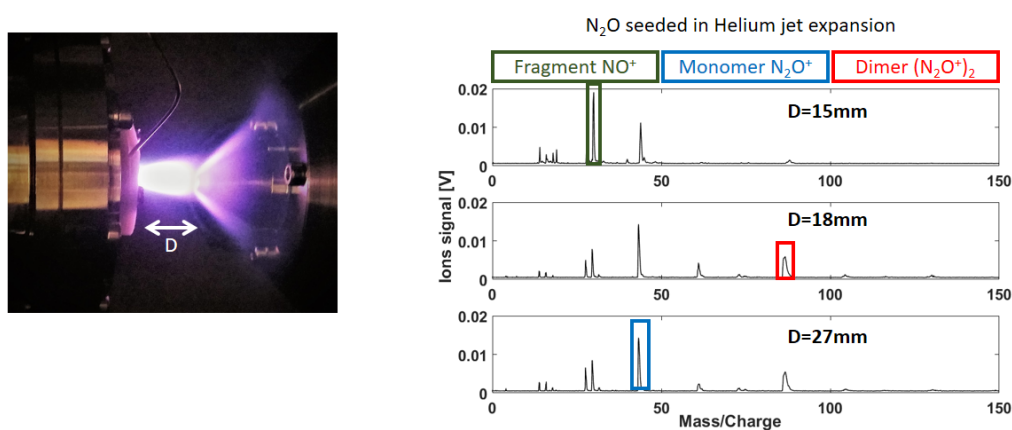 N₂O seeded in Helium jet expansion
Fragment NO⁺ Monomer N₂O⁺ Dimer (N₂O⁺)₂
D
Ions signal [V]
0.02
0.01
0
D=15mm
0 50 100 150
0.02
0.01
0
D=18mm
0 50 100 150
0.02
0.01
0
D=27mm
0 50 100 150
Mass/Charge